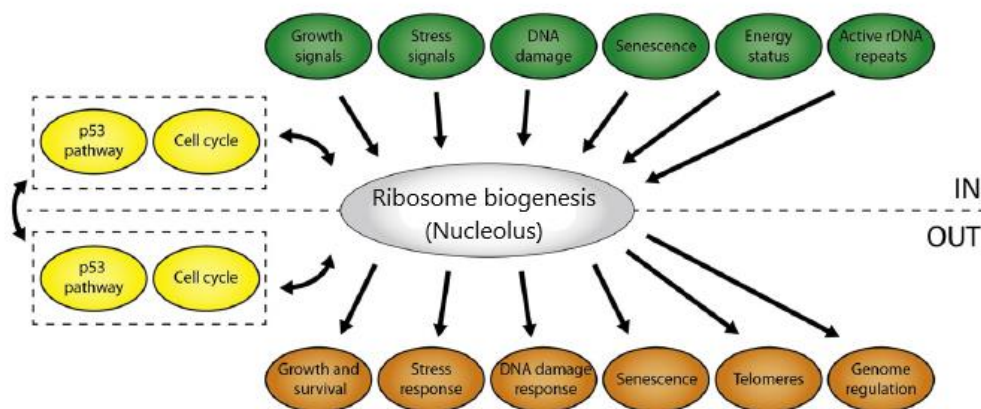 Growth
signals
Stress
signals
DNA
damage
Senescence
Energy
status
Active rDNA
repeats
p53
pathway
Cell cycle
Ribosome biogenesis
(Nucleolus)
IN
OUT
p53
pathway
Cell cycle
Growth and
survival
Stress
response
DNA damage
response
Senescence
Telomeres
Genome
regulation